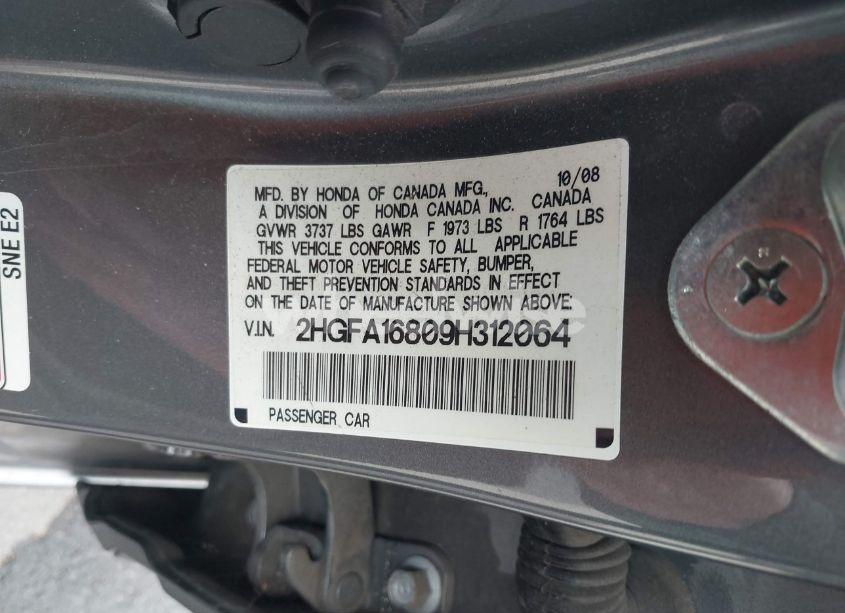 10/08
MFD. BY HONDA OF CANADA MFG.,
A DIVISION OF HONDA CANADA INC. CANADA
GVWR 3737 LBS GAWR F 1973 LBS R 1764 LBS
THIS VEHICLE CONFORMS TO ALL APPLICABLE
FEDERAL MOTOR VEHICLE SAFETY, BUMPER,
AND THEFT PREVENTION STANDARDS IN EFFECT
ON THE DATE OF MANUFACTURE SHOWN ABOVE:
V.I.N. 2HGFA16809H312064
PASSENGER CAR
SNE E2